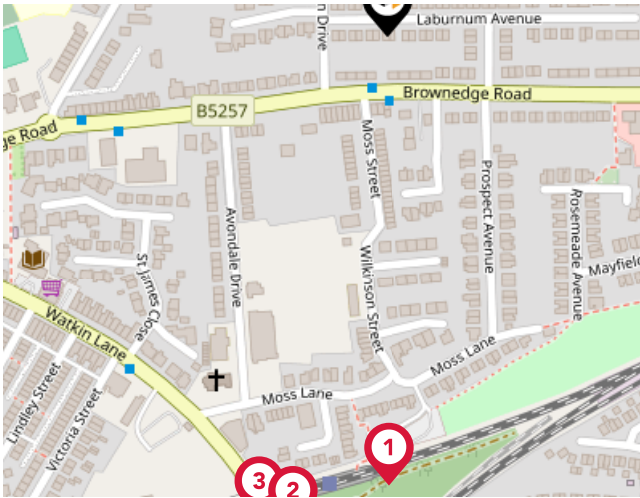 Laburnum Avenue
n Drive
Brownedge Road
B5257
ge Road
Moss Street
Prospect Avenue
Rosemeade Avenue
Avondale Drive
St James Close
Wilkinson Street
Mayfield
Watkin Lane
Moss Lane
Moss Lane
Lindley Street
Victoria Street
1
3
2